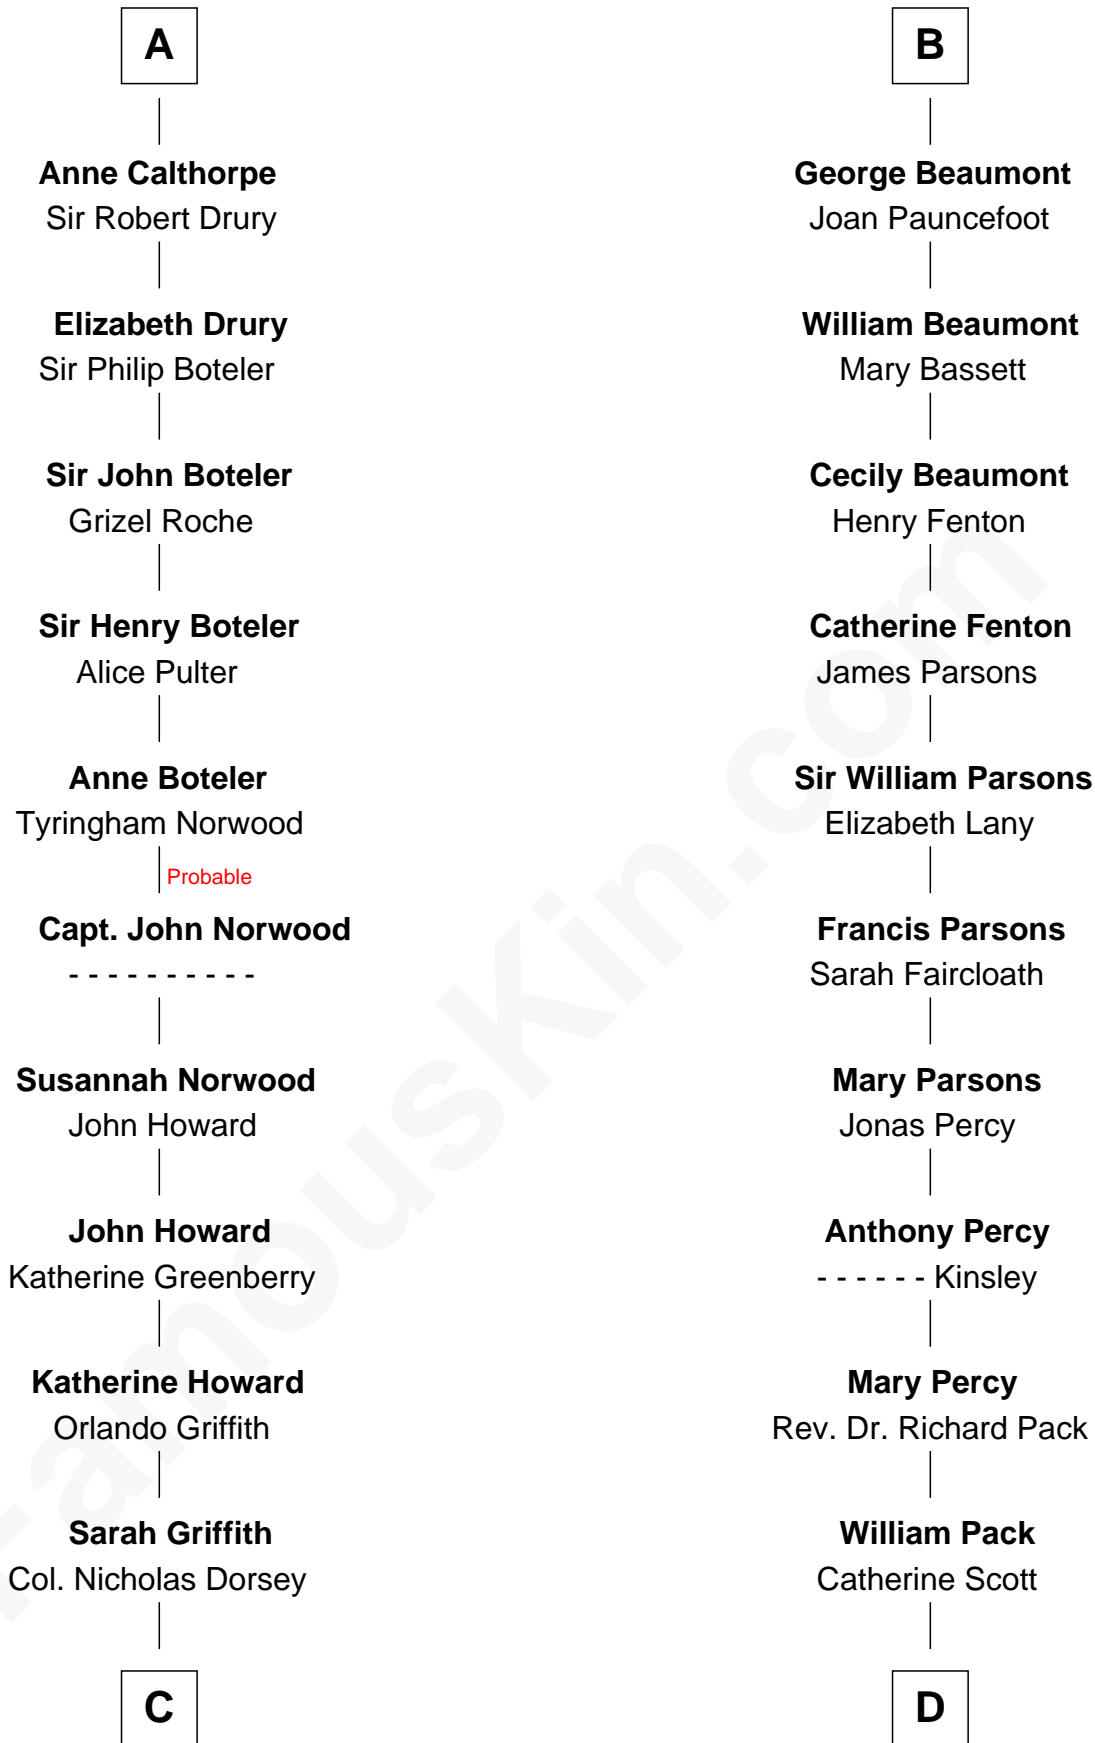 A
Anne Calthorpe
Sir Robert Drury
Elizabeth Drury
Sir Philip Boteler
Sir John Boteler
Grizel Roche
Sir Henry Boteler
Alice Pulter
Anne Boteler
Tyringham Norwood
Probable
Capt. John Norwood
- - - - - - - - - -
Susannah Norwood
John Howard
John Howard
Katherine Greenberry
Katherine Howard
Orlando Griffith
Sarah Griffith
Col. Nicholas Dorsey
C
B
George Beaumont
Joan Pauncefoot
William Beaumont
Mary Bassett
Cecily Beaumont
Henry Fenton
Catherine Fenton
James Parsons
Sir William Parsons
Elizabeth Lany
Francis Parsons
Sarah Faircloath
Mary Parsons
Jonas Percy
Anthony Percy
- - - - - - Kinsley
Mary Percy
Rev. Dr. Richard Pack
William Pack
Catherine Scott
D
FamousKin.com